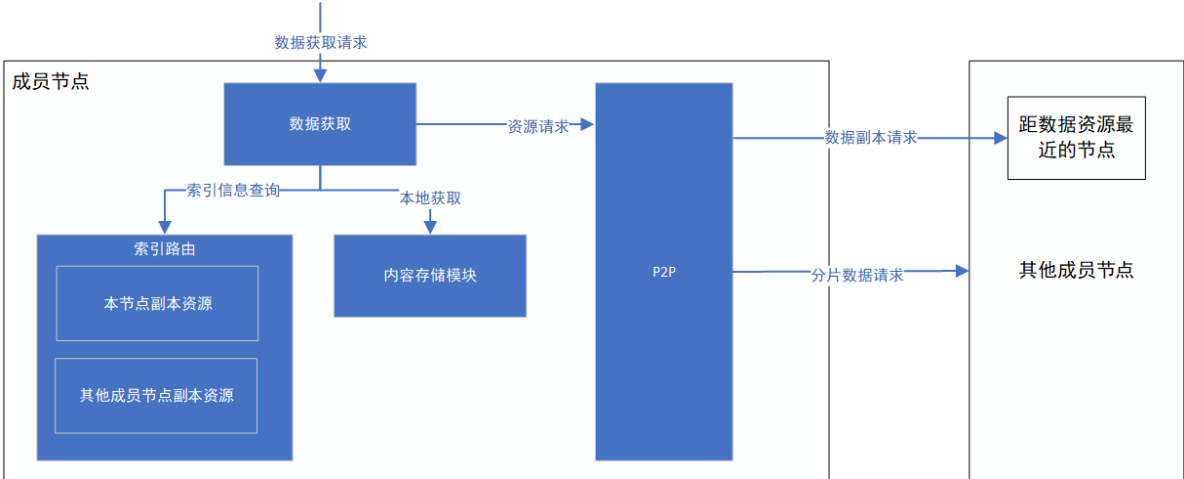 数据获取请求
成员节点
数据获取
资源请求
数据副本请求
距数据资源最
近的节点
索引信息查询
本地获取
索引路由
内容存储模块
P2P
分片数据请求
其他成员节点
本节点副本资源
其他成员节点副本资源